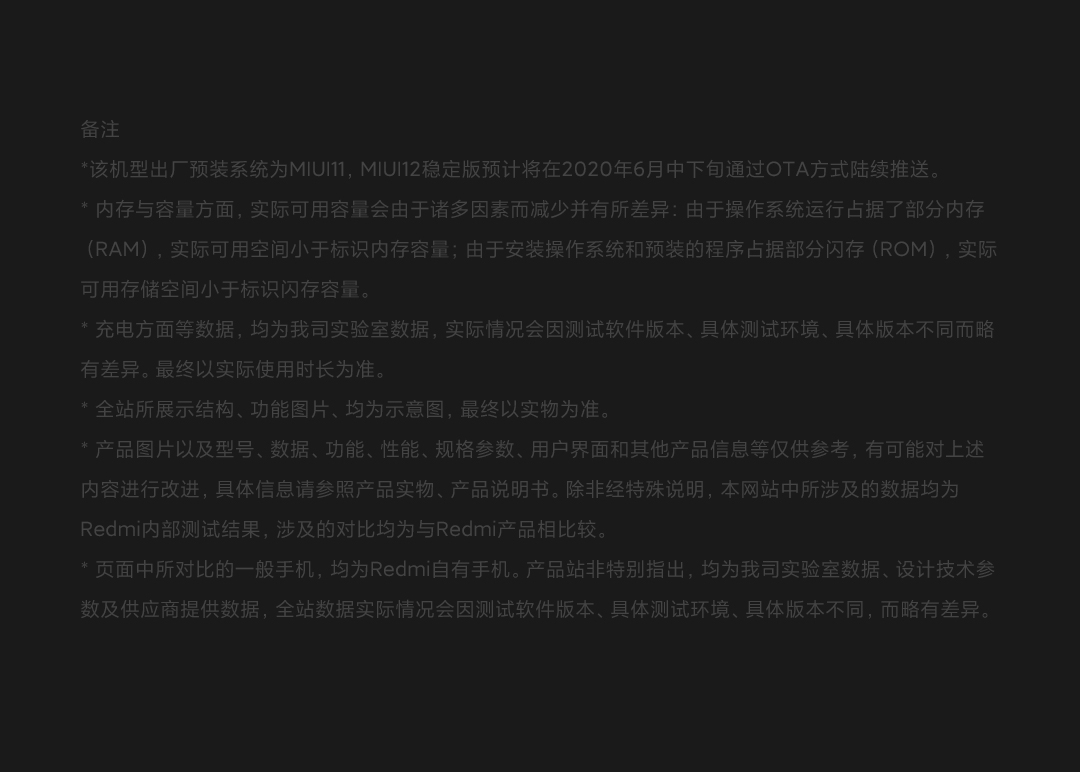 备注
*该机型出厂预装系统为MIUI11, MIUI12稳定版预计将在2020年6月中下旬通过OTA方式陆续推送。
* 内存与容量方面, 实际可用容量会由于诸多因素而减少并有所差异: 由于操作系统运行占据了部分内存
（RAM）, 实际可用空间小于标识内存容量; 由于安装操作系统和预装的程序占据部分闪存（ROM）, 实际
可用存储空间小于标识闪存容量。
* 充电方面等数据, 均为我司实验室数据, 实际情况会因测试软件版本、具体测试环境、具体版本不同而略
有差异。最终以实际使用时长为准。
* 全站所展示结构、功能图片、均为示意图, 最终以实物为准。
* 产品图片以及型号、数据、功能、性能、规格参数、用户界面和其他产品信息等仅供参考, 有可能对上述
内容进行改进, 具体信息请参照产品实物、产品说明书。除非经特殊说明, 本网站中所涉及的数据均为
Redmi内部测试结果, 涉及的对比均为与Redmi产品相比较。
* 页面中所对比的一般手机, 均为Redmi自有手机。产品站非特别指出, 均为我司实验室数据、设计技术参
数及供应商提供数据, 全站数据实际情况会因测试软件版本、具体测试环境、具体版本不同, 而略有差异。